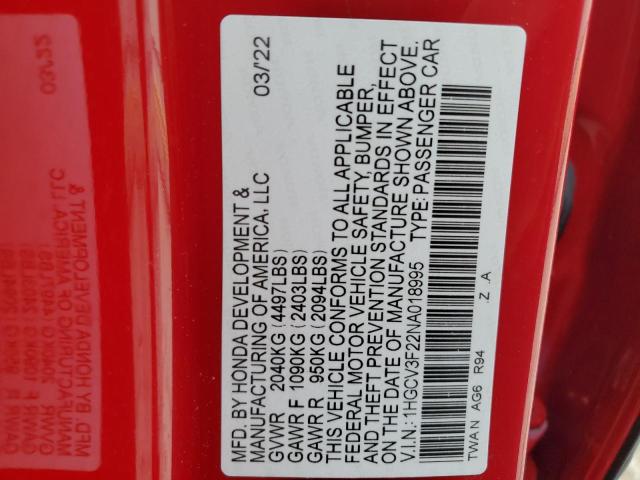 MFD. BY HONDA DEVELOPMENT &
MANUFACTURING OF AMERICA, LLC 03/'22
GVWR 2040KG (4497LBS)
GAWR F 1090KG (2403LBS)
GAWR R 950KG (2094LBS)
THIS VEHICLE CONFORMS TO ALL APPLICABLE
FEDERAL MOTOR VEHICLE SAFETY, BUMPER,
AND THEFT PREVENTION STANDARDS IN EFFECT
ON THE DATE OF MANUFACTURE SHOWN ABOVE.
V.I.N.: 1HGCV3F22NA018995 TYPE: PASSENGER CAR
TWAN AG6 R94 .Z .A